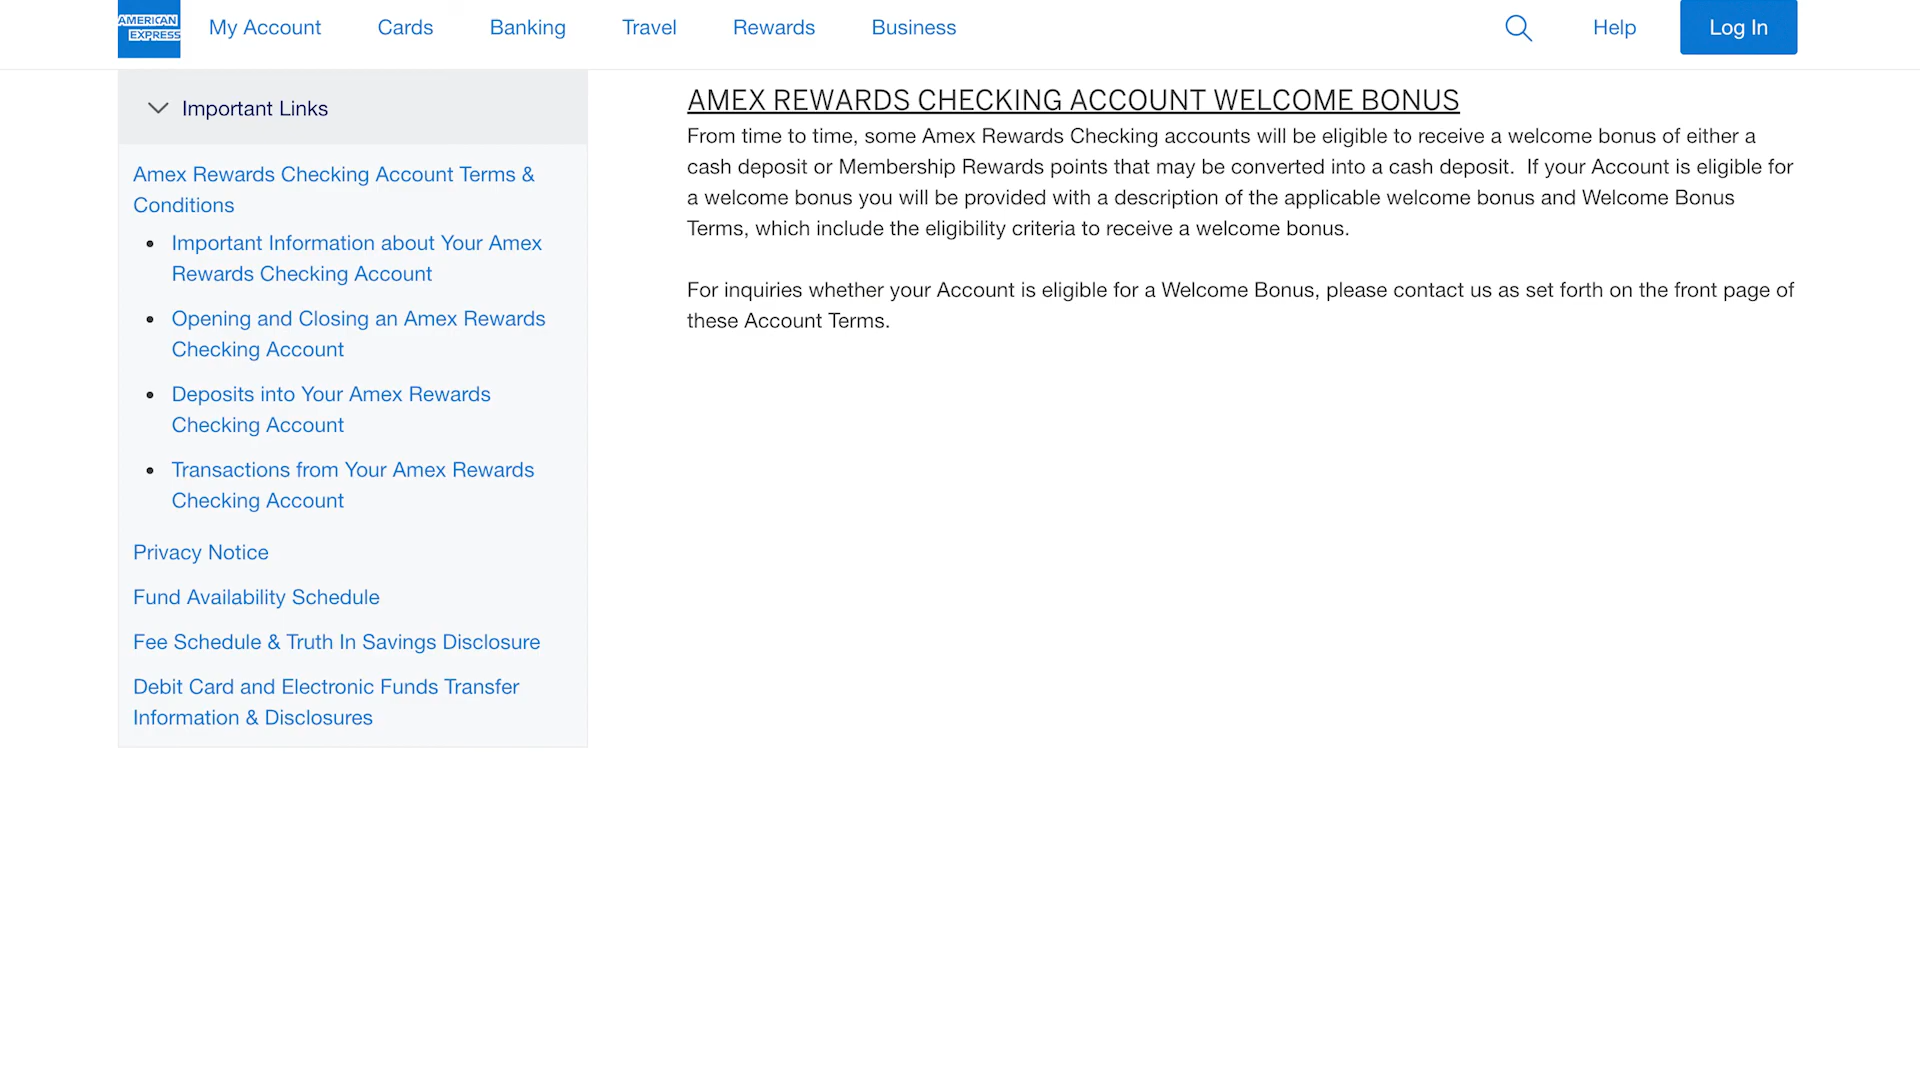 AMERICAN
EXPRESS
My Account
Cards
Banking
Travel
Rewards
Business
Help
Log In
Important Links
Amex Rewards Checking Account Terms &
Conditions
• Important Information about Your Amex
Rewards Checking Account
• Opening and Closing an Amex Rewards
Checking Account
• Deposits into Your Amex Rewards
Checking Account
• Transactions from Your Amex Rewards
Checking Account
Privacy Notice
Fund Availability Schedule
Fee Schedule & Truth In Savings Disclosure
Debit Card and Electronic Funds Transfer
Information & Disclosures
AMEX REWARDS CHECKING ACCOUNT WELCOME BONUS
From time to time, some Amex Rewards Checking accounts will be eligible to receive a welcome bonus of either a
cash deposit or Membership Rewards points that may be converted into a cash deposit.  If your Account is eligible for
a welcome bonus you will be provided with a description of the applicable welcome bonus and Welcome Bonus
Terms, which include the eligibility criteria to receive a welcome bonus.
For inquiries whether your Account is eligible for a Welcome Bonus, please contact us as set forth on the front page of
these Account Terms.